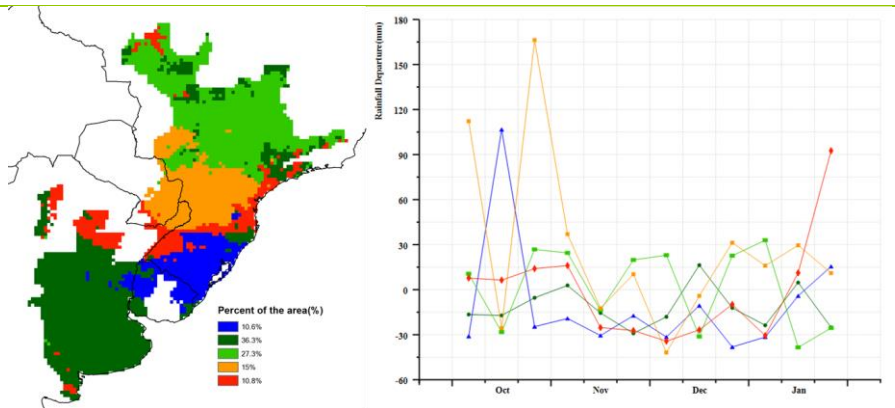 Percent of the area(%)
10.6%
36.3%
27.3%
15%
10.8%
Rainfall Departure(mm)
180
150
120
90
60
30
0
-30
-60
Oct
Nov
Dec
Jan